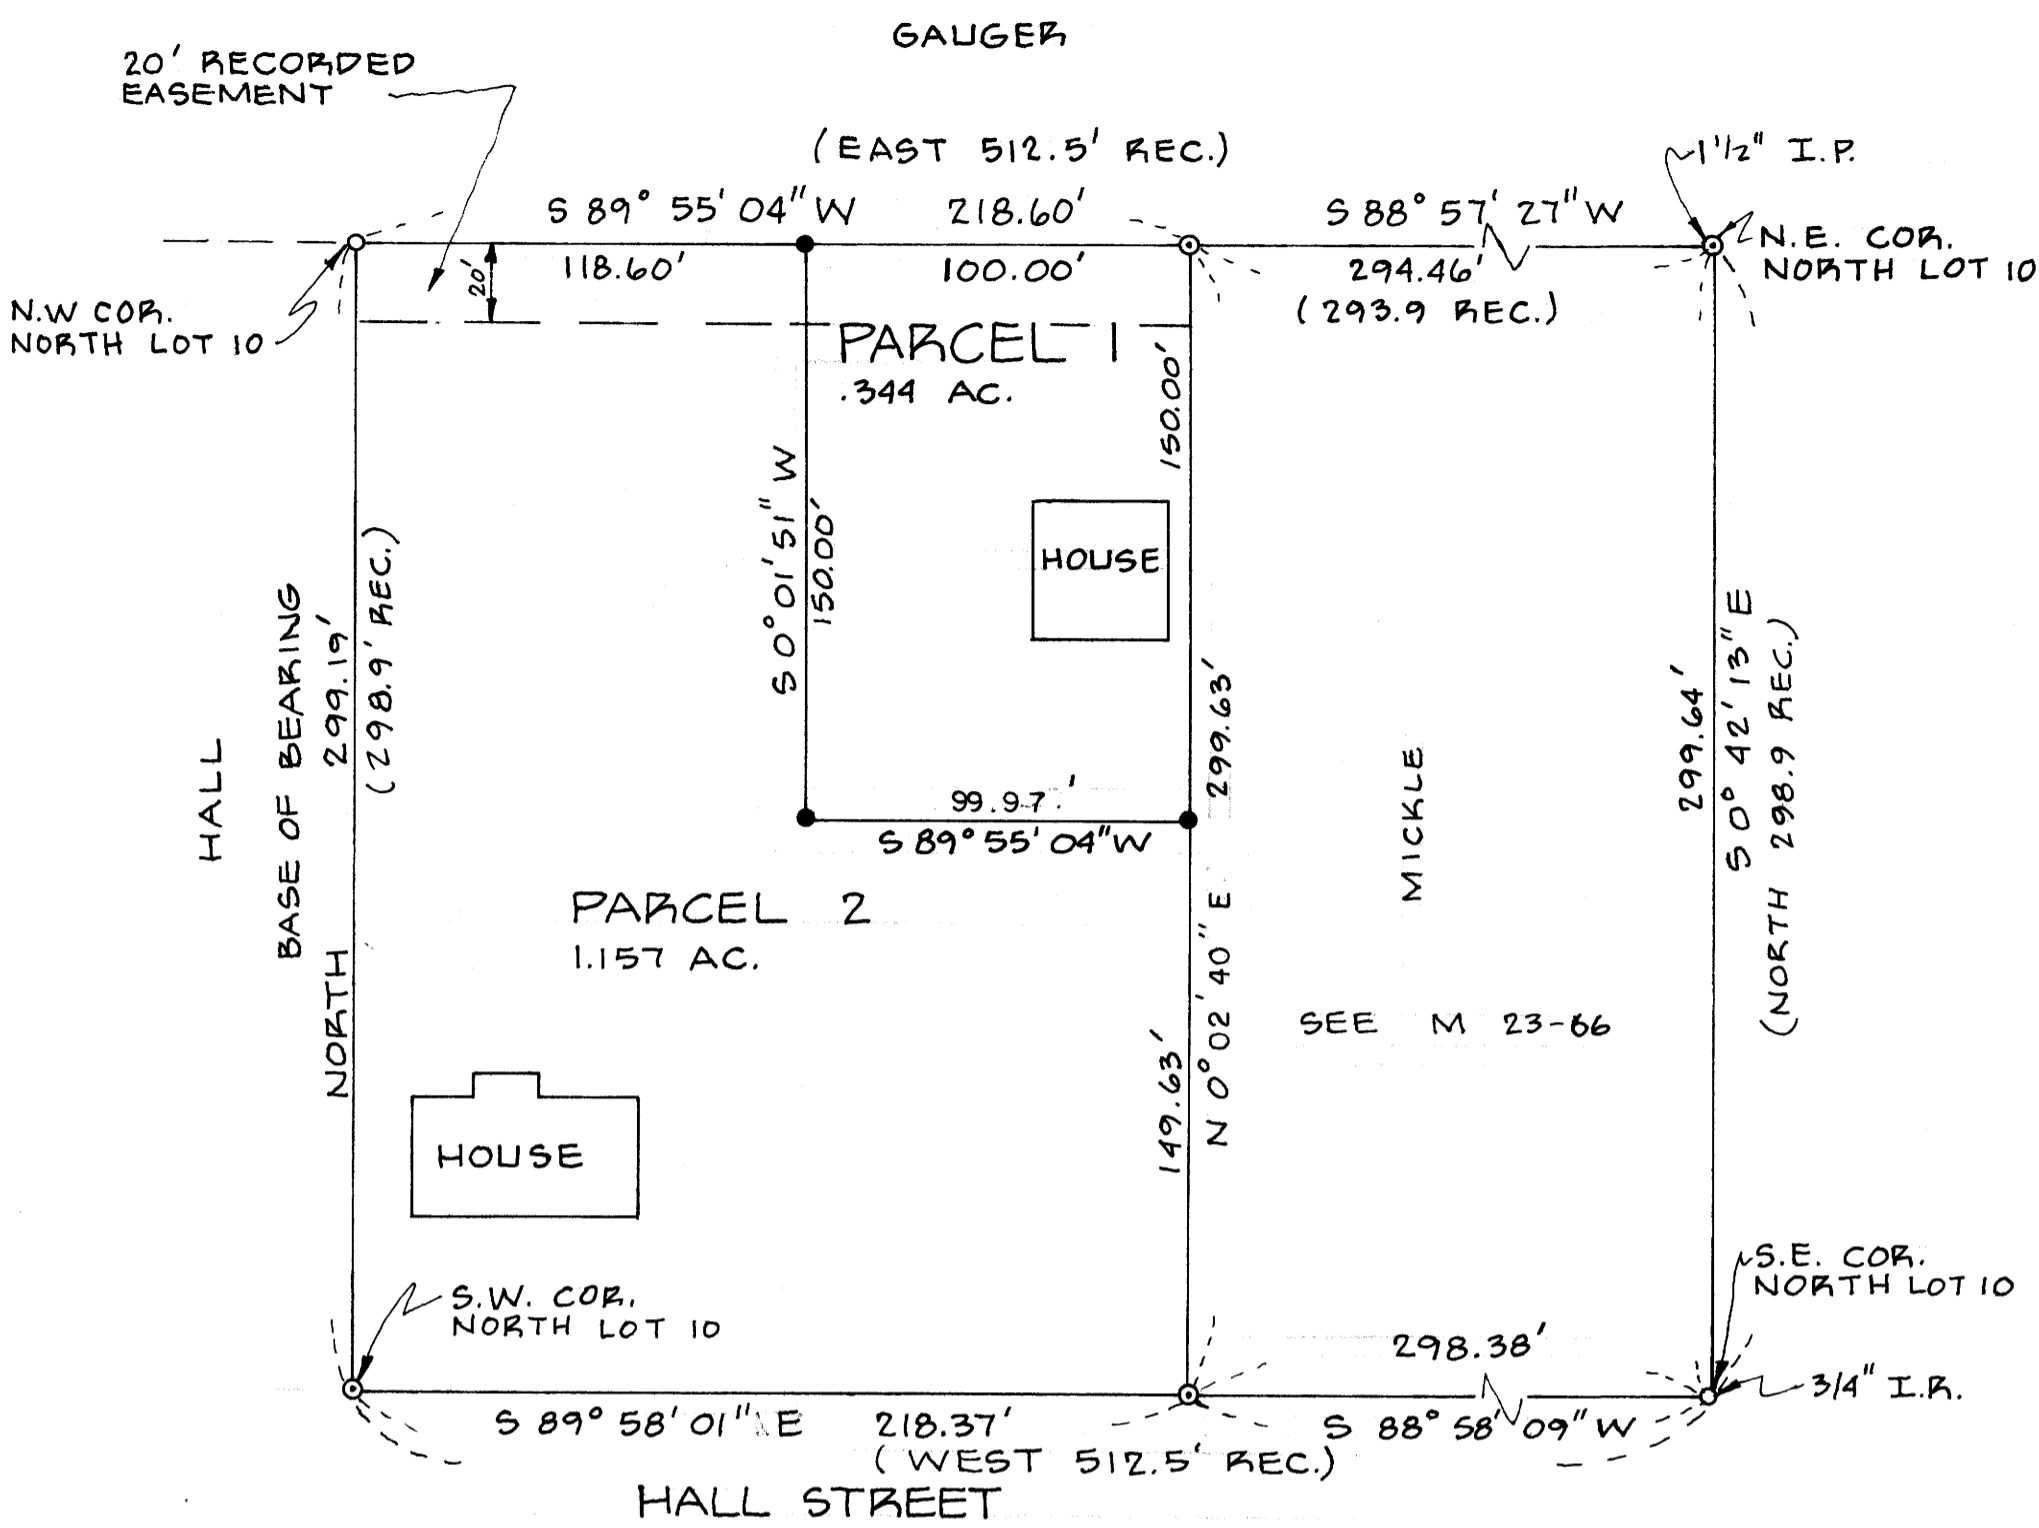 GAUGER
20' RECORDED
EASEMENT
(EAST 512.5' REC.)
1 1/2" I.P.
S 89° 55' 04" W 218.60'
S 88° 57' 27" W
N.E. COR.
NORTH LOT 10
118.60'
20'
100.00'
294.46'
(293.9 REC.)
N.W COR.
NORTH LOT 10
PARCEL 1
.344 AC.
150.00'
S 0° 01' 51" W
150.00'
HOUSE
HALL
BASE OF BEARING
NORTH 299.19'
(298.9' REC.)
99.97.'
S 89° 55' 04" W
299.63'
N 0° 02' 40" E
149.63'
MICKLE
SEE M 23-66
299.64'
S 0° 42' 13" E
(NORTH 298.9 REC.)
PARCEL 2
1.157 AC.
HOUSE
S.W. COR.
NORTH LOT 10
S.E. COR.
NORTH LOT 10
298.38'
3/4" I.R.
S 89° 58' 01" E 218.37'
S 88° 58' 09" W
(WEST 512.5' REC.)
HALL STREET